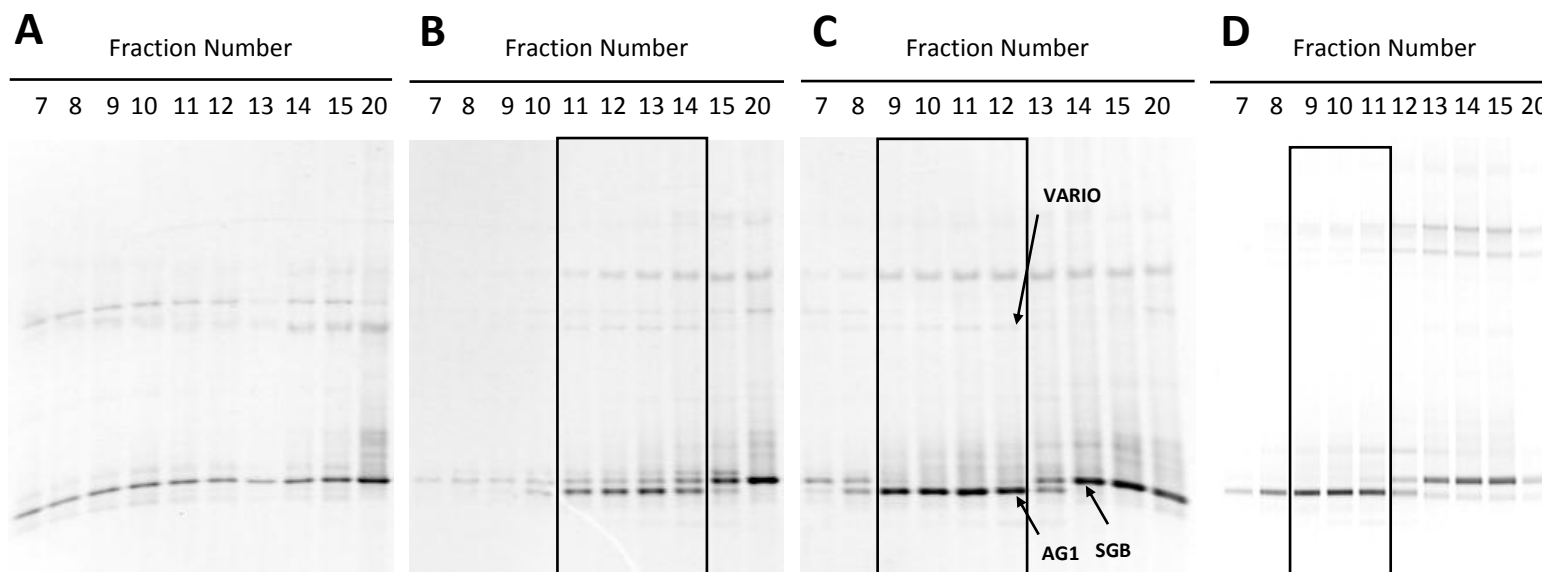 A
Fraction Number
7 8 9 10 11 12 13 14 15 20
B
Fraction Number
7 8 9 10 11 12 13 14 15 20
C
Fraction Number
7 8 9 10 11 12 13 14 15 20
VARIO
AG1
SGB
D
Fraction Number
7 8 9 10 11 12 13 14 15 20